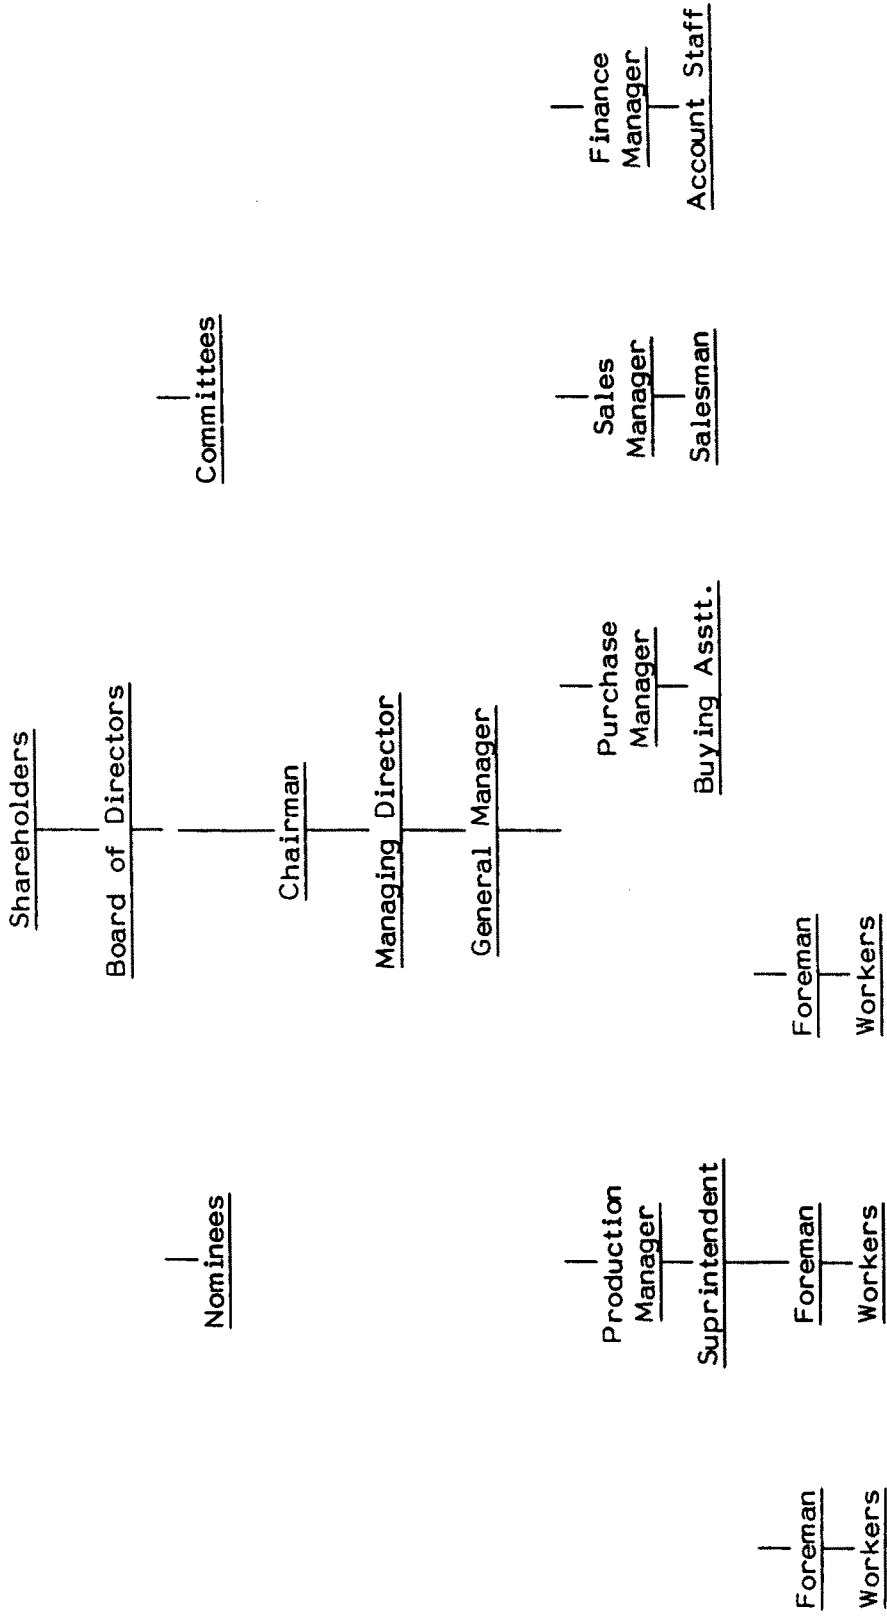 Shareholders
Board of Directors
Nominees
Committees
Chairman
Managing Director
General Manager
Production
Manager
Purchase
Manager
Sales
Manager
Finance
Manager
Suprintendent
Buying Asstt.
Salesman
Account Staff
Foreman
Foreman
Foreman
Workers
Workers
Workers